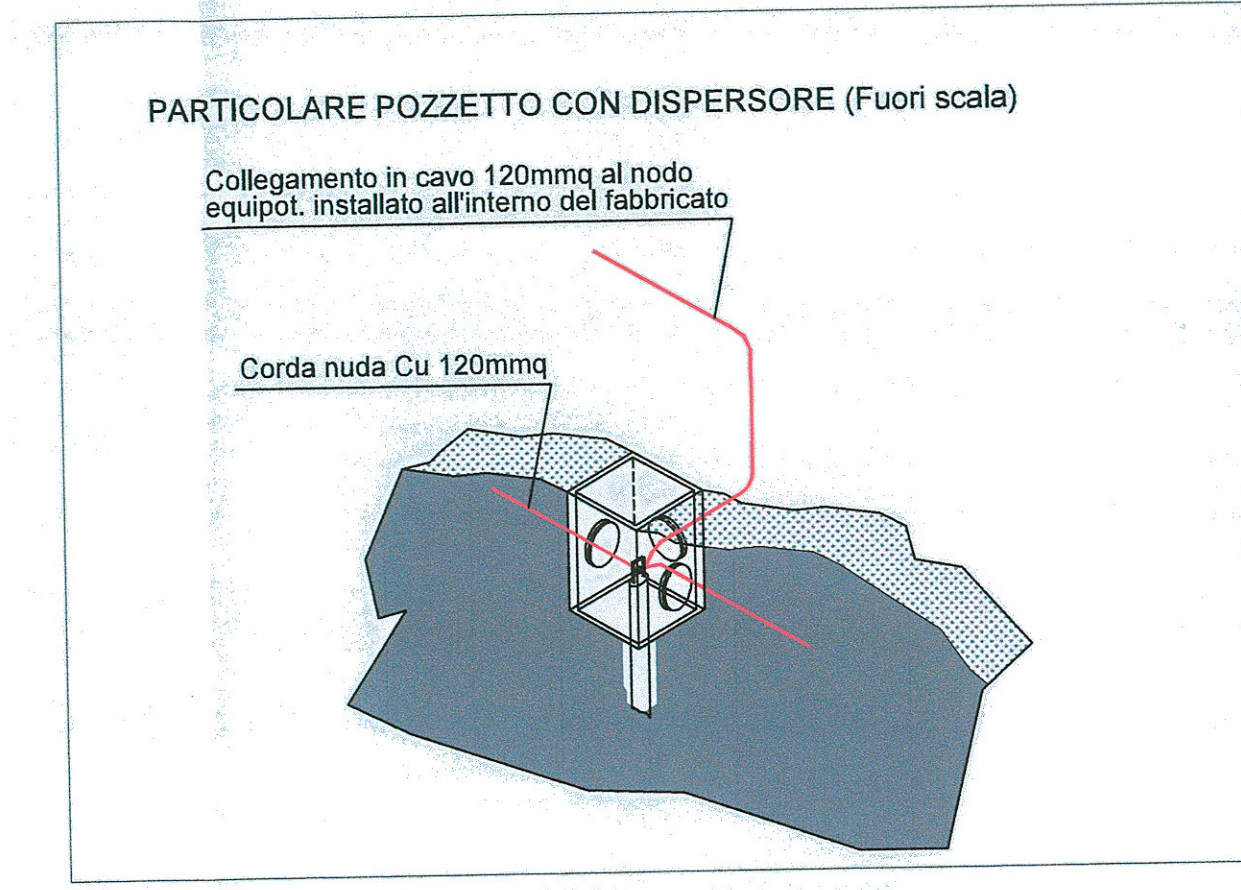 PARTICOLARE POZZETTO CON DISPERSORE (Fuori scala)
Collegamento in cavo 120mmq al nodo
equipot. installato all'interno del fabbricato
Corda nuda Cu 120mmq